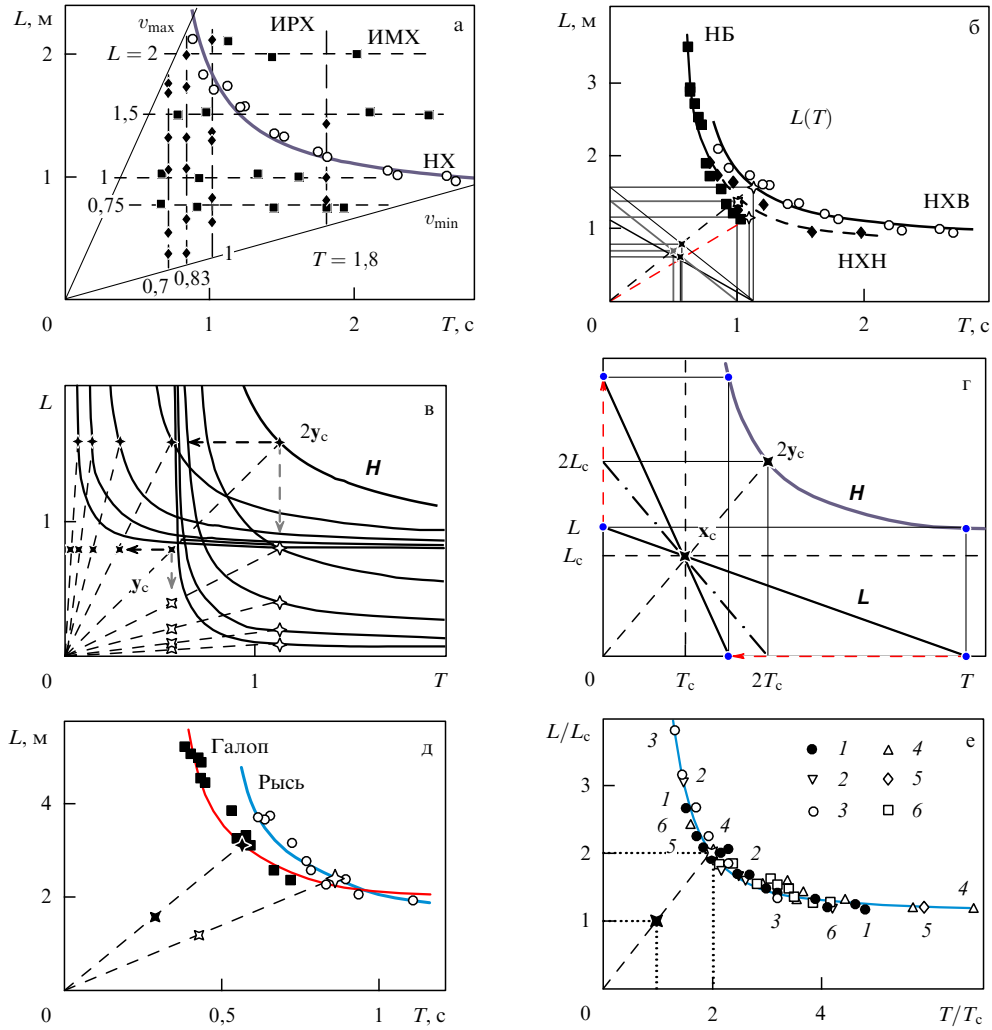 L, м
v_max
ИРХ
ИМХ
а
2
L = 2
1,5
1
1
НХ
0,75
v_min
1
T = 1,8
0,83
0,7
0
1
2
T, с
L, м
НБ
б
3
L(T)
2
НХВ
1
НХН
0
1
2
T, с
L
в
2y_c
H
1
y_c
0
1
T
г
2y_c
2L_c
H
L
x_c
L_c
L
0
T_c
2T_c
T
L, м
Галоп
д
Рысь
4
2
0
0,5
1
T, с
L/L_c
е
3
1
4
3
2
2
5
1
3
6
6
4
2
5
2
4
3
6
5
1
1
0
2
4
T/T_c